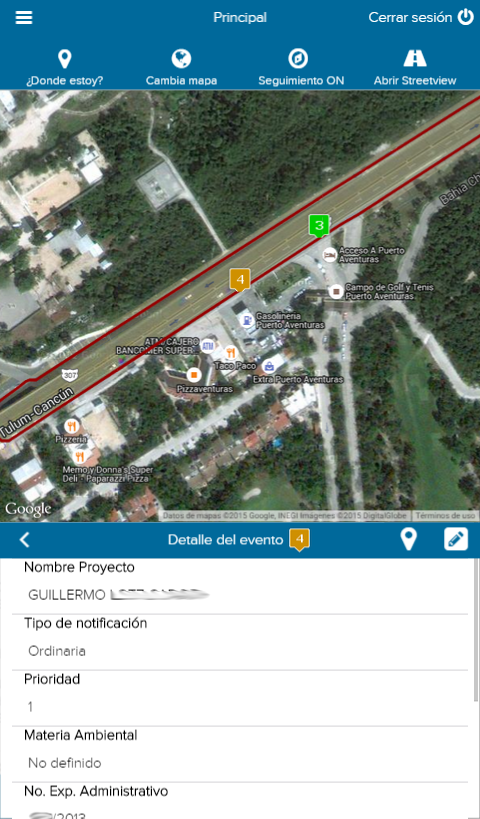 Principal
Cerrar sesión
¿Donde estoy?
Cambia mapa
Seguimiento ON
Abrir Streetview
Bahía Ch
3
Acceso A Puerto
Aventuras
4
Campo de Golf y Tenis
Puerto Aventuras
Gasolineria
Puerto Aventuras
ATM CAJERO
BANCOMER SUPER...
ATM
Taco Paco
Extra Puerto Aventuras
Pizzaventuras
307
Tulum-Cancún
Pizzeria
Memo y Donna's Super
Deli - Paparazzi Pizza
Google
Datos de mapas ©2015 Google, INEGI Imágenes ©2015 DigitalGlobe
Términos de uso
Detalle del evento 4
Nombre Proyecto
GUILLERMO
Tipo de notificación
Ordinaria
Prioridad
1
Materia Ambiental
No definido
No. Exp. Administrativo
/2013